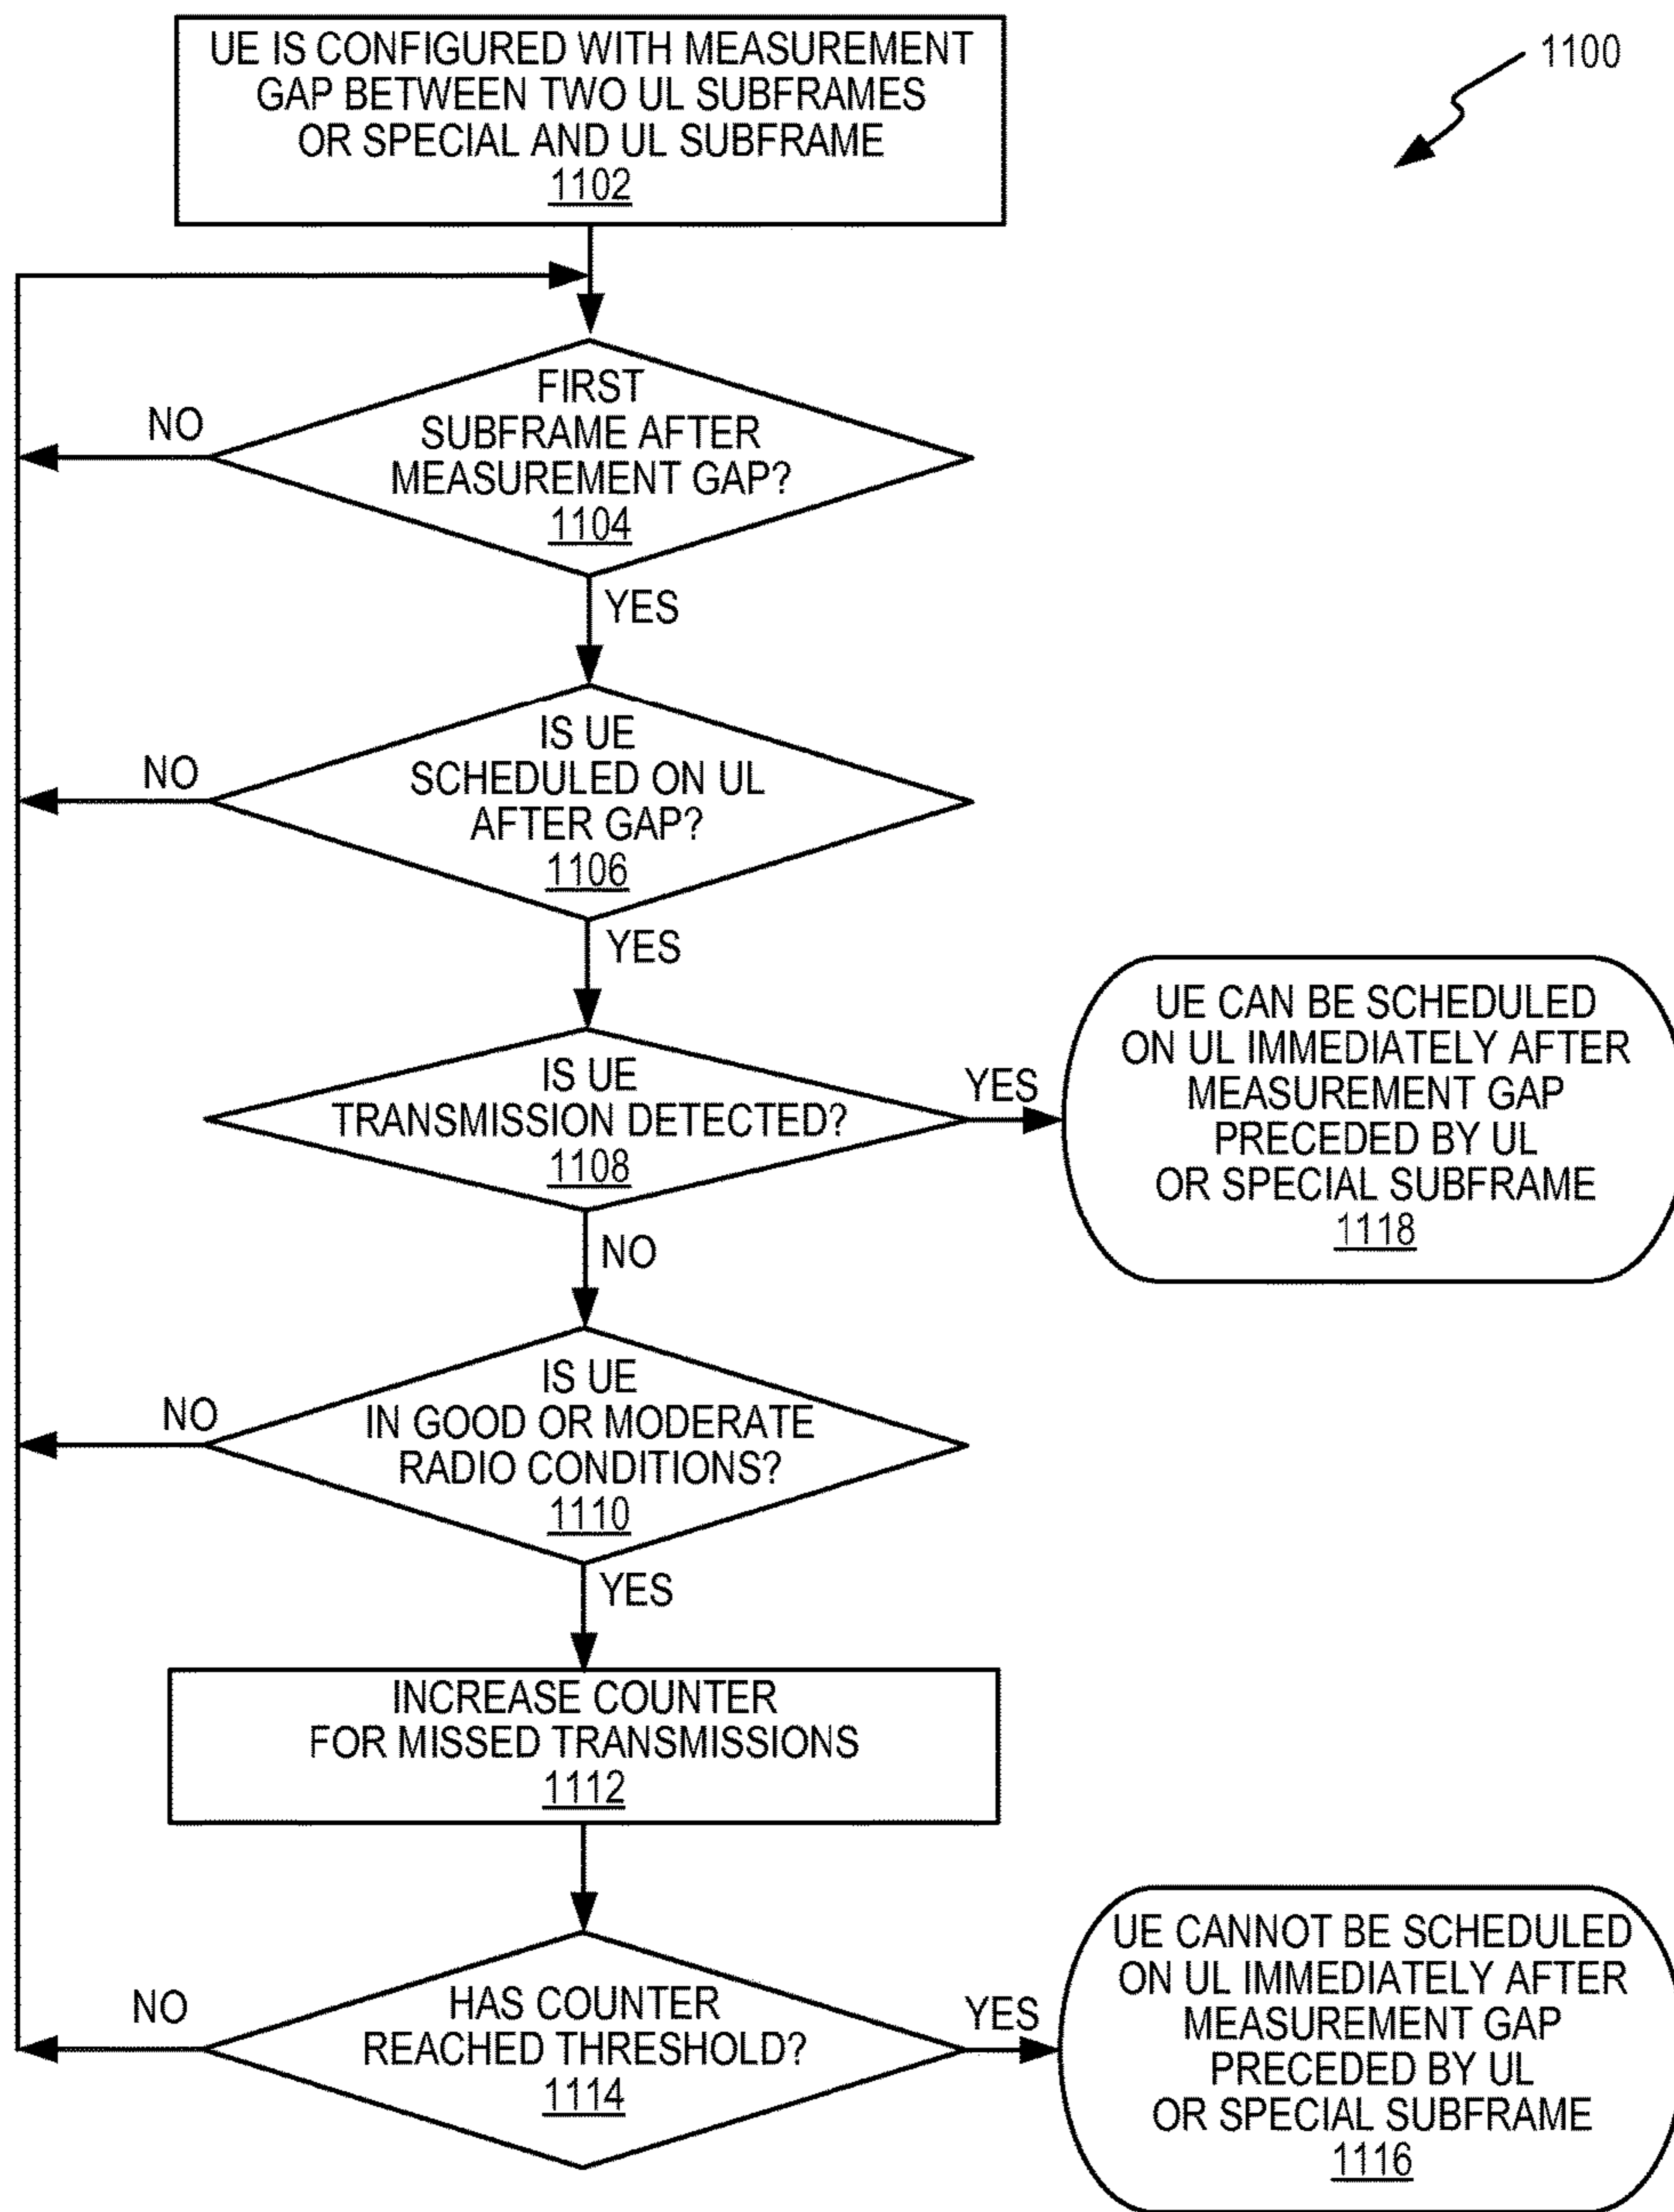 UE IS CONFIGURED WITH MEASUREMENT
GAP BETWEEN TWO UL SUBFRAMES
OR SPECIAL AND UL SUBFRAME
1102
1100
FIRST
SUBFRAME AFTER
MEASUREMENT GAP?
1104
NO
YES
IS UE
SCHEDULED ON UL
AFTER GAP?
1106
NO
YES
IS UE
TRANSMISSION DETECTED?
1108
YES
UE CAN BE SCHEDULED
ON UL IMMEDIATELY AFTER
MEASUREMENT GAP
PRECEDED BY UL
OR SPECIAL SUBFRAME
1118
NO
IS UE
IN GOOD OR MODERATE
RADIO CONDITIONS?
1110
NO
YES
INCREASE COUNTER
FOR MISSED TRANSMISSIONS
1112
HAS COUNTER
REACHED THRESHOLD?
1114
NO
YES
UE CANNOT BE SCHEDULED
ON UL IMMEDIATELY AFTER
MEASUREMENT GAP
PRECEDED BY UL
OR SPECIAL SUBFRAME
1116